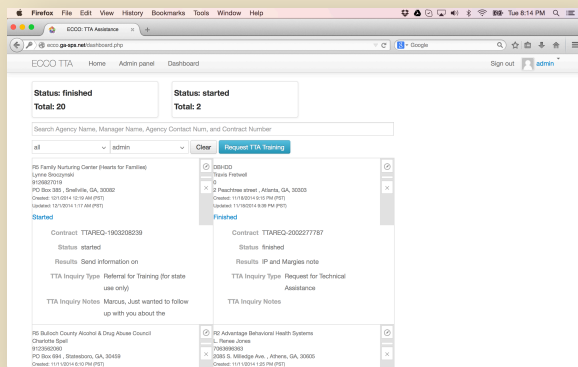 Firefox File Edit View History Bookmarks Tools Window Help Tue 8:14 PM
ECCO: TTA Assistance
ecco.ga-sps.net/dashboard.php Google
ECCO TTA Home Admin panel Dashboard Sign out admin
Status: finished Status: started
Total: 20 Total: 2
Search Agency Name, Manager Name, Agency Contact Num, and Contract Number
all admin Clear Request TTA Training
R5 Family Nurturing Center (Hearts for Families)
Lynne Sroczynski
9126827019
PO Box 385 , Snellville, GA, 30082
Created: 12/1/2014 12:19 AM (PST)
Updated: 12/1/2014 1:17 AM (PST)
Started
Contract TTAREQ-1903208239
Status started
Results Send information on
TTA Inquiry Type Referral for Training (for state
use only)
TTA Inquiry Notes Marcus, Just wanted to follow
up with you about the
DBHDD
Travis Fretwell
0
2 Peachtree street , Atlanta, GA, 30303
Created: 11/18/2014 9:15 PM (PST)
Updated: 11/18/2014 9:39 PM (PST)
Finished
Contract TTAREQ-2002277787
Status finished
Results IP and Margies note
TTA Inquiry Type Request for Technical
Assistance
TTA Inquiry Notes
R5 Bulloch County Alcohol & Drug Abuse Council
Charlotte Spell
9123562060
PO Box 694 , Statesboro, GA, 30459
Created: 11/11/2014 6:10 PM (PST)
R2 Advantage Behavioral Health Systems
L. Renee Jones
7063696363
2085 S. Milledge Ave. , Athens, GA, 30605
Created: 11/11/2014 1:25 PM (PST)